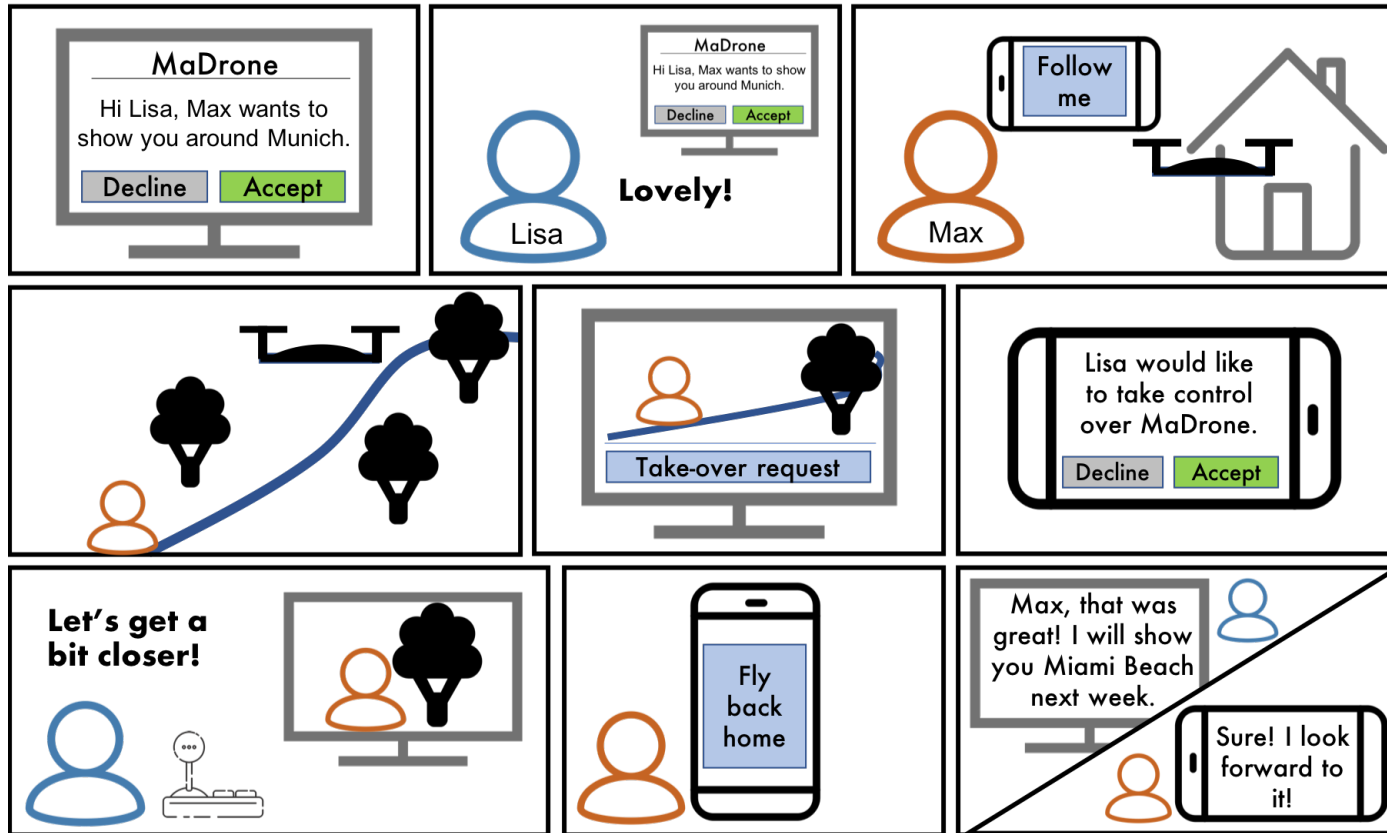 MaDrone
Hi Lisa, Max wants to
show you around Munich.
Decline
Accept
MaDrone
Hi Lisa, Max wants to show
you around Munich.
Decline
Accept
Lovely!
Lisa
Follow
me
Max
Take-over request
Lisa would like
to take control
over MaDrone.
Decline
Accept
Let's get a
bit closer!
Fly
back
home
Max, that was
great! I will show
you Miami Beach
next week.
Sure! I look
forward to
it!